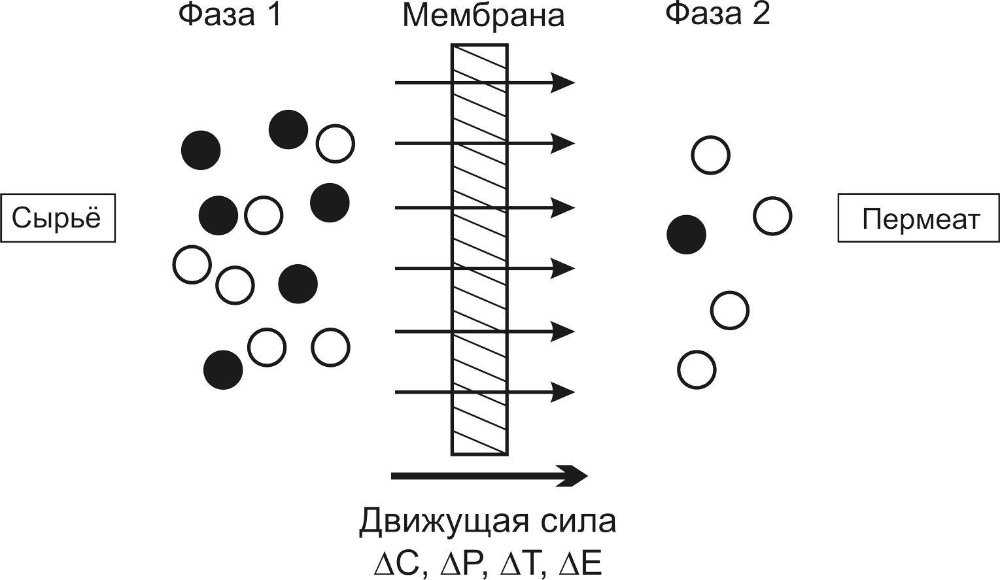 Фаза 1
Мембрана
Фаза 2
Сырьё
Пермеат
Движущая сила
ΔC, ΔP, ΔT, ΔE